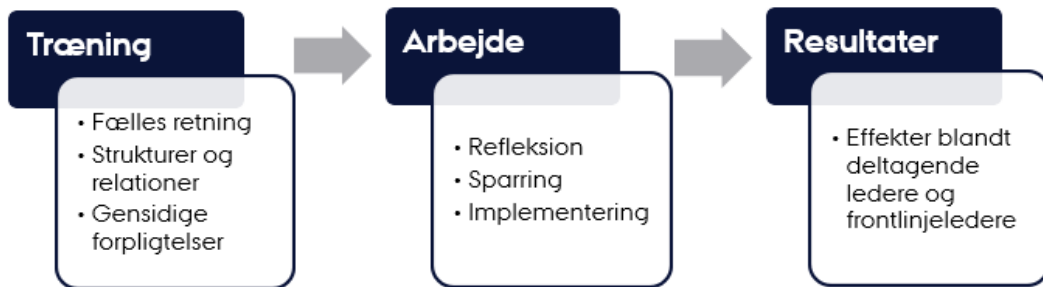 Træning
• Fælles retning
• Strukturer og
relationer
• Gensidige
forpligtelser
Arbejde
• Refleksion
• Sparring
• Implementering
Resultater
• Effekter blandt
deltagende
ledere og
frontlinjeledere